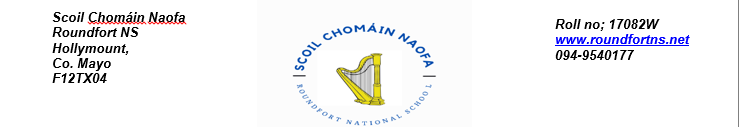 Scoil Chomáin Naofa
Roundfort NS
Hollymount,
Co. Mayo
F12TX04
SCOIL CHOMÁIN NAOFA
ROUNDFORT NATIONAL SCHOOL
Roll no; 17082W
www.roundfortns.net
094-9540177